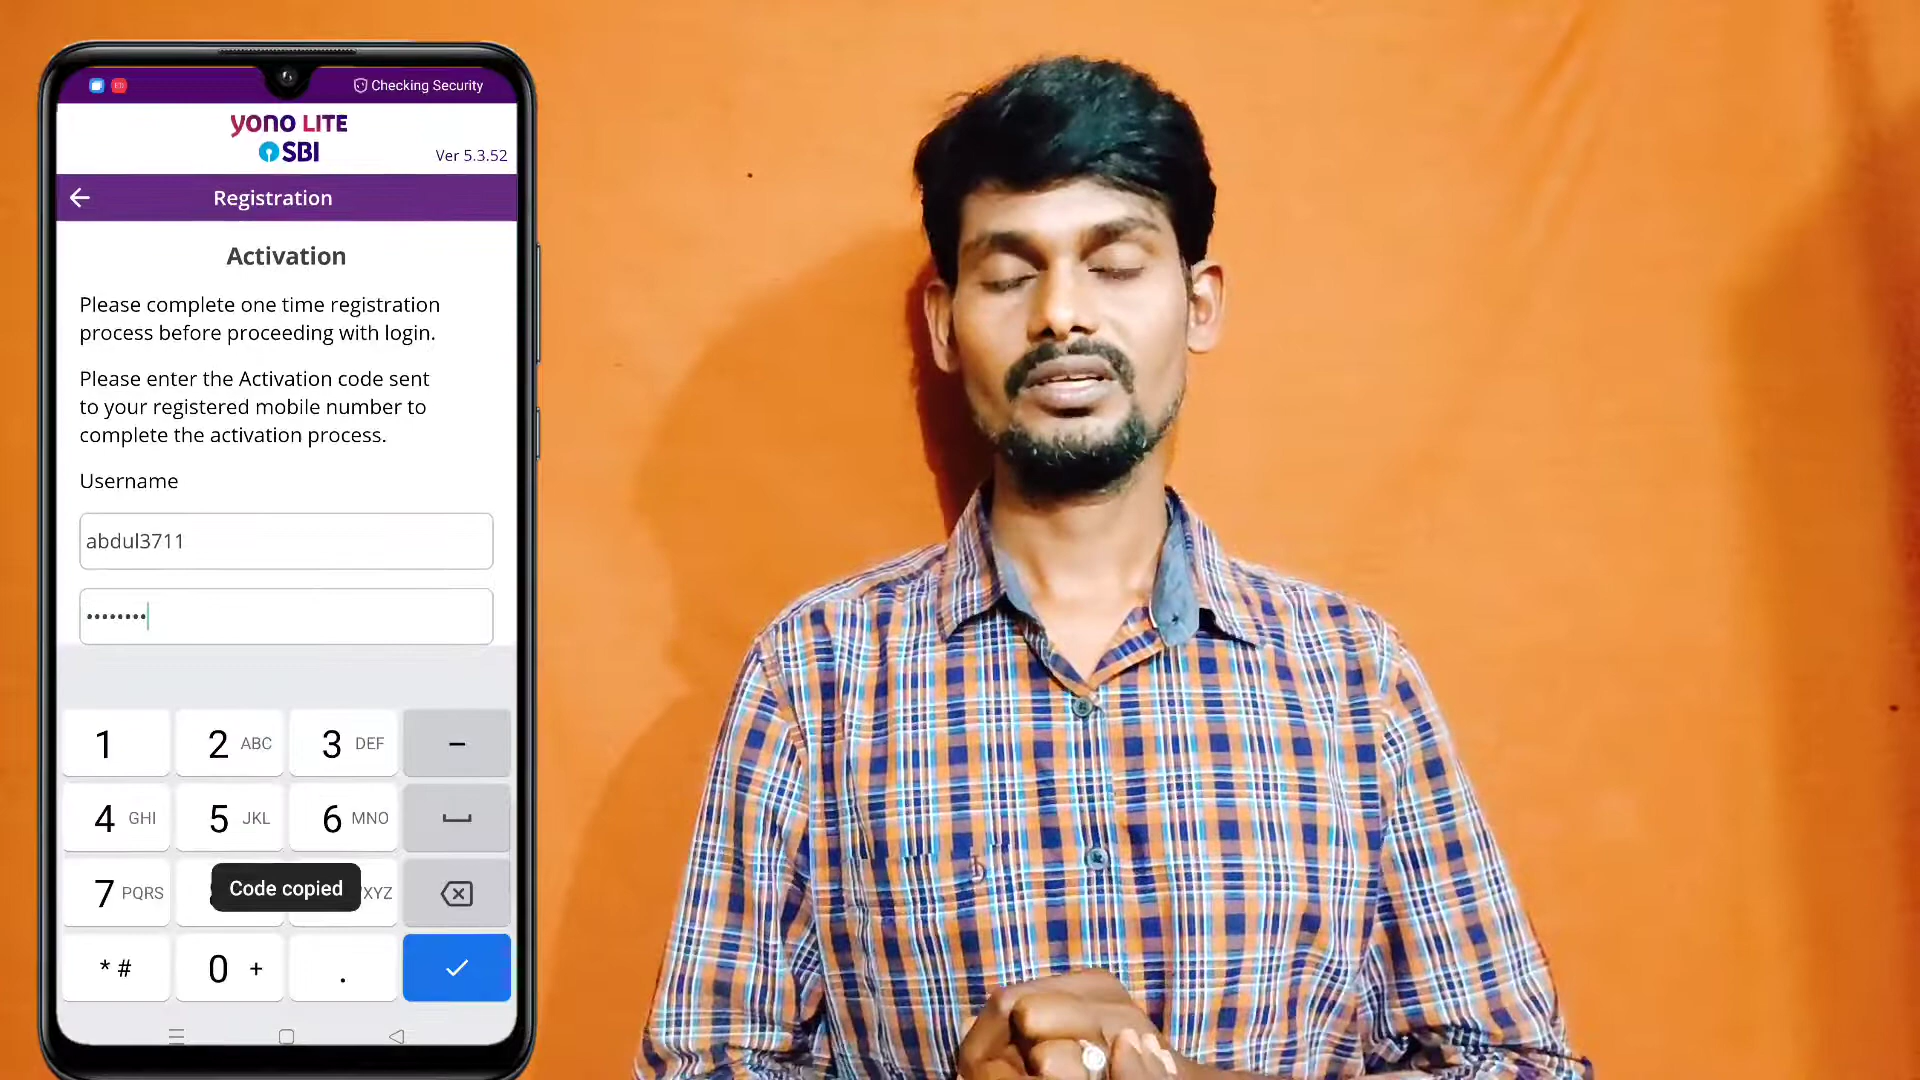 Checking Security
yono LITE
SBI
Ver 5.3.52
Registration
Activation
Please complete one time registration
process before proceeding with login.
Please enter the Activation code sent
to your registered mobile number to
complete the activation process.
Username
abdul3711
••••••••
1 2 ABC 3 DEF -
4 GHI 5 JKL 6 MNO
7 PQRS XYZ
Code copied
* # 0 + .